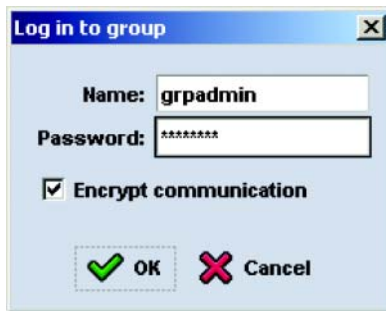 Log in to group
Name: grpadmin
Password: ********
Encrypt communication
OK Cancel